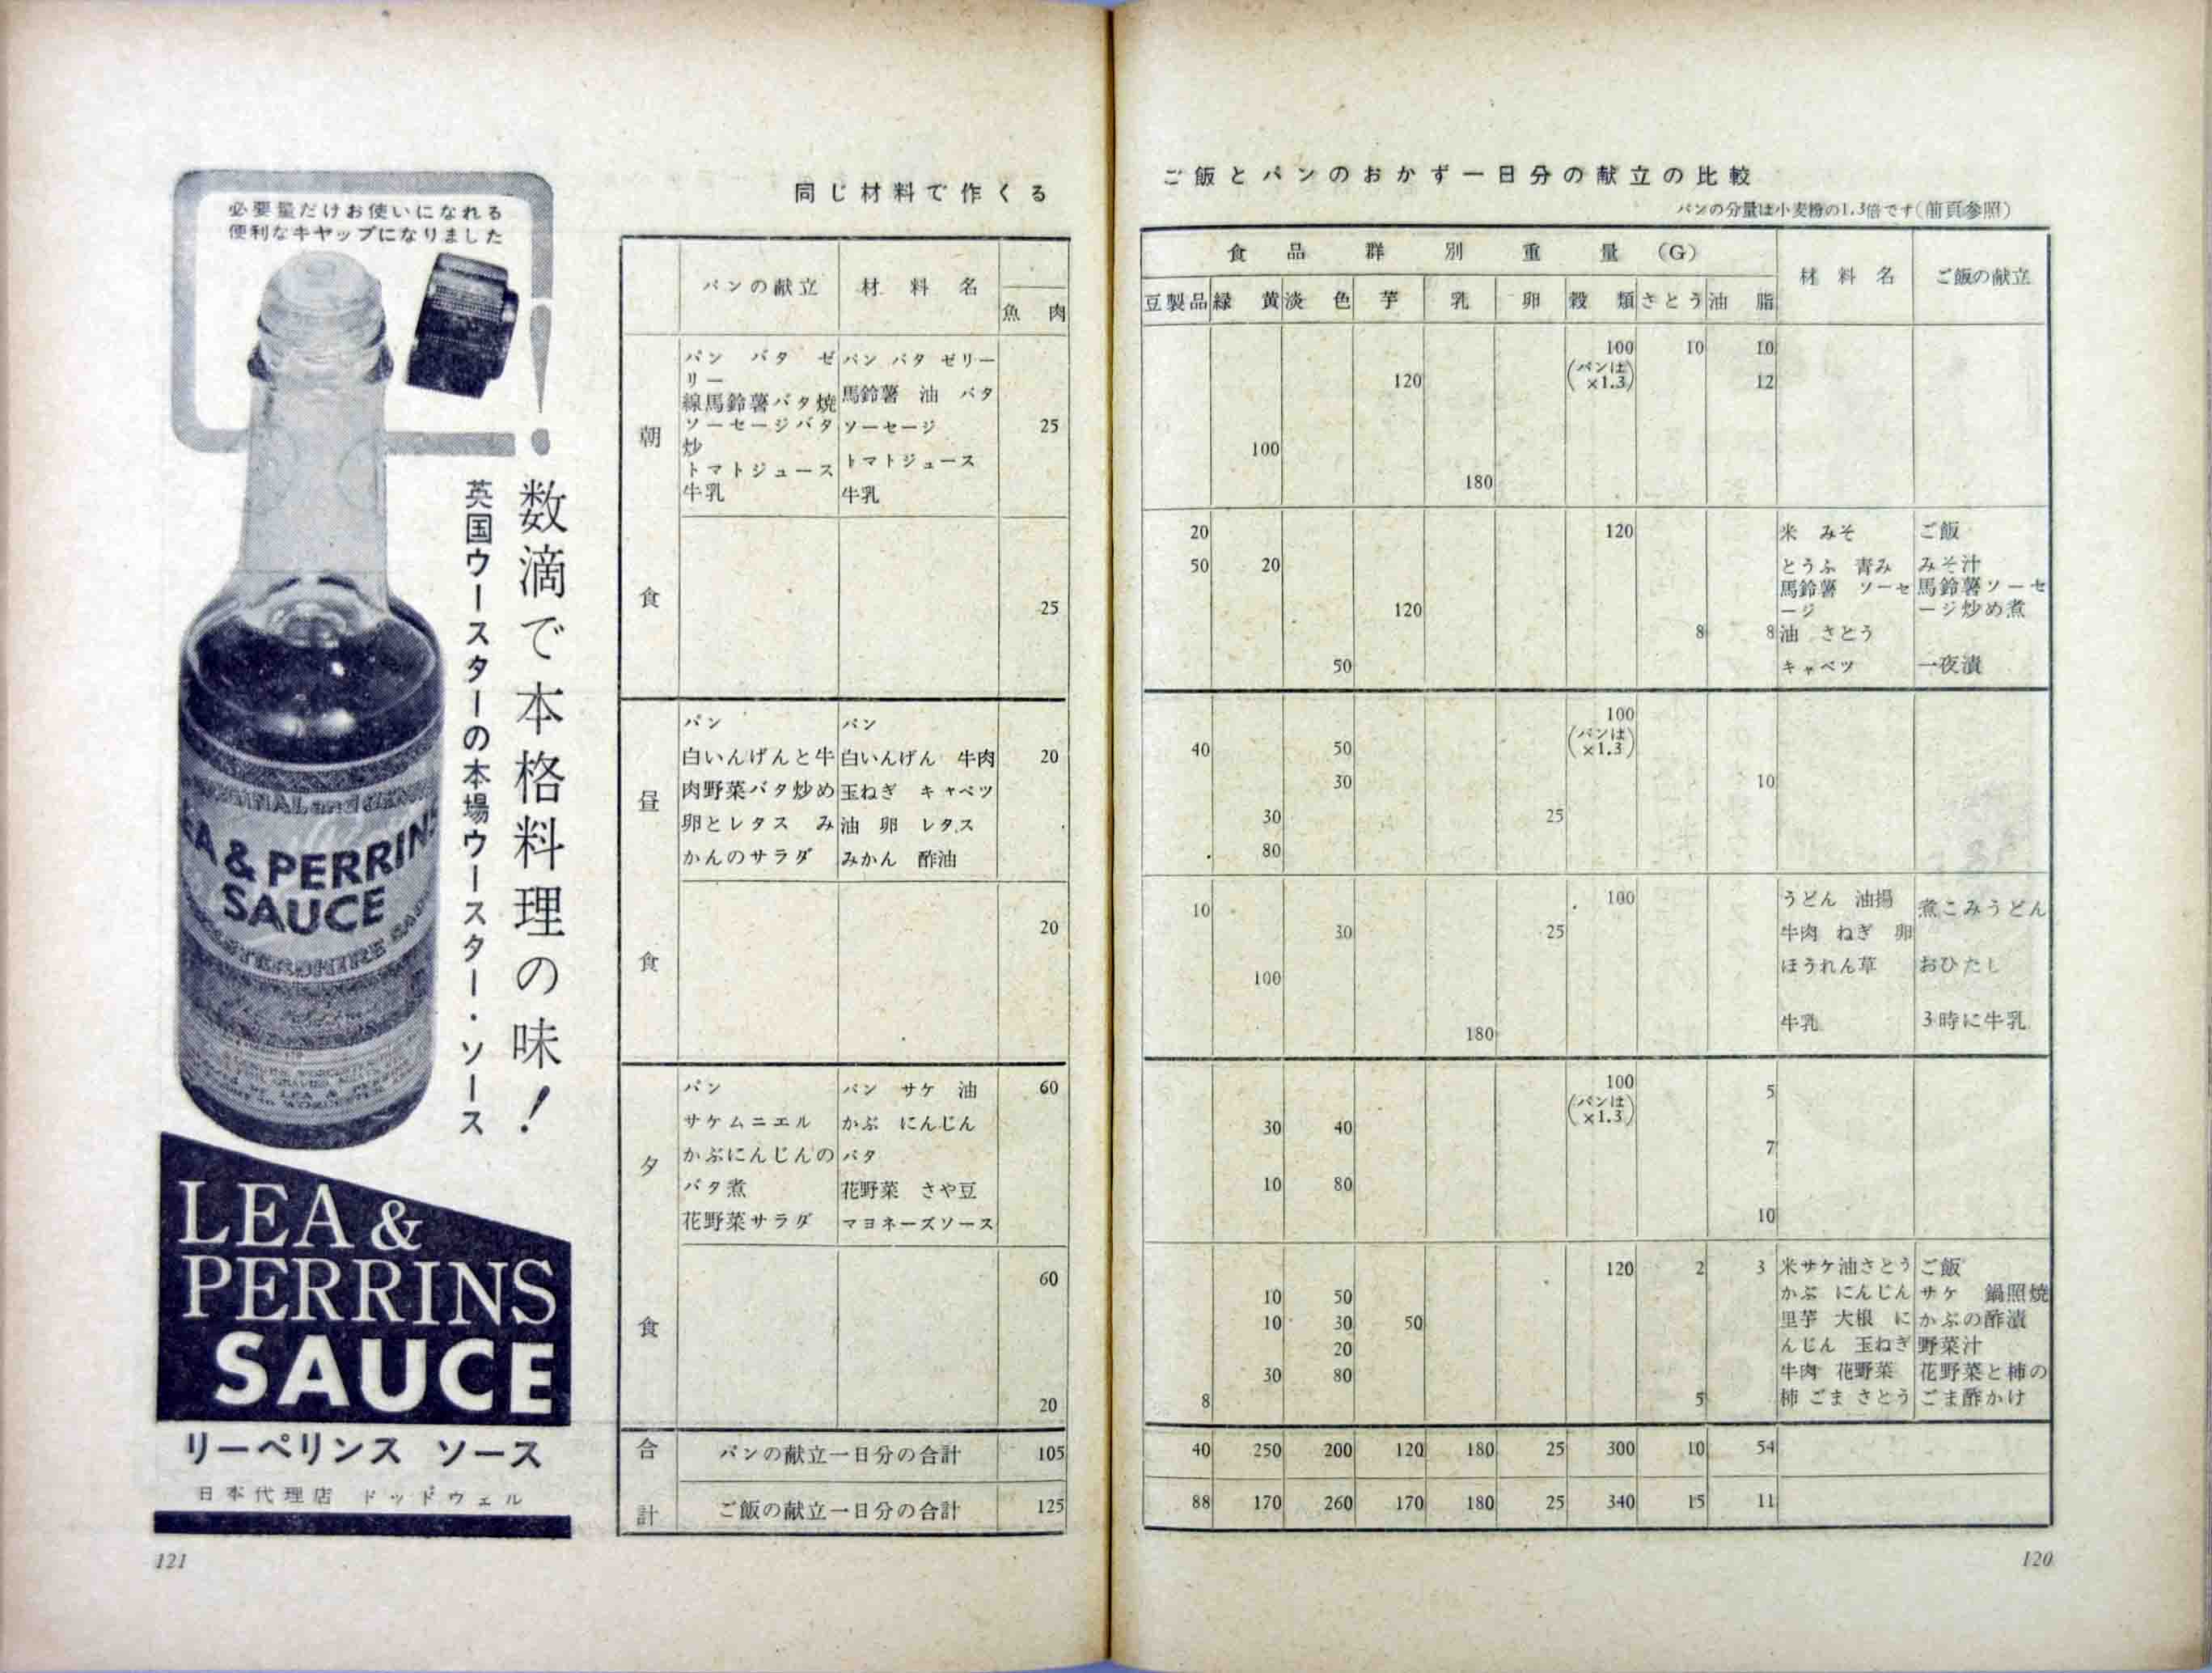 必要量だけお使いになれる
便利なキヤップになりました
数滴で本格料理の味！
英国ウースターの本場ウースター・ソース
LEA & PERRINS
SAUCE
LEA &
PERRINS
SAUCE
リーペリンス ソース
日本代理店 ドッドウェル
121
同じ材料で作くる
パンの献立 材料名 魚肉
朝食
パン バタ ゼ パン バタ ゼリー
リー
線馬鈴薯バタ焼 馬鈴薯 油 バタ
ソーセージバタ ソーセージ 25
炒
トマトジュース トマトジュース
牛乳 牛乳
25
昼食
パン パン
白いんげんと牛 白いんげん 牛肉 20
肉野菜バタ炒め 玉ねぎ キャベツ
卵とレタス み 油 卵 レタス
かんのサラダ みかん 酢油
20
夕食
パン パン サケ 油 60
サケムニエル かぶ にんじん
かぶにんじんの バタ
バタ煮 花野菜 さや豆
花野菜サラダ マヨネーズソース
60
20
合計
パンの献立一日分の合計 105
ご飯の献立一日分の合計 125
ご飯とパンのおかず一日分の献立の比較
パンの分量は小麦粉の1.3倍です(前頁参照)
食品群別重量(G) 材料名 ご飯の献立
豆製品 緑黄 淡色 芋 乳 卵 穀類 さとう 油脂
100 10 10
(パンは×1.3)
120 12
100
180
20 120 米 みそ ご飯
50 20 とうふ 青み みそ汁
馬鈴薯 ソーセ 馬鈴薯ソーセ
120 ージ ージ炒め煮
8 8 油 さとう
50 キャベツ 一夜漬
100
(パンは×1.3)
40 50
30 10
30 25
80
10 100 うどん 油揚 煮こみうどん
30 25 牛肉 ねぎ 卵
100 ほうれん草 おひたし
180 牛乳 3時に牛乳
100 5
(パンは×1.3)
30 40
7
10 80
10
120 2 3 米サケ油さとう ご飯
10 50 かぶ にんじん サケ 鍋照焼
10 30 50 里芋 大根 に かぶの酢漬
20 んじん 玉ねぎ 野菜汁
30 80 牛肉 花野菜 花野菜と柿の
8 5 柿 ごま さとう ごま酢かけ
40 250 200 120 180 25 300 10 54
88 170 260 170 180 25 340 15 11
120